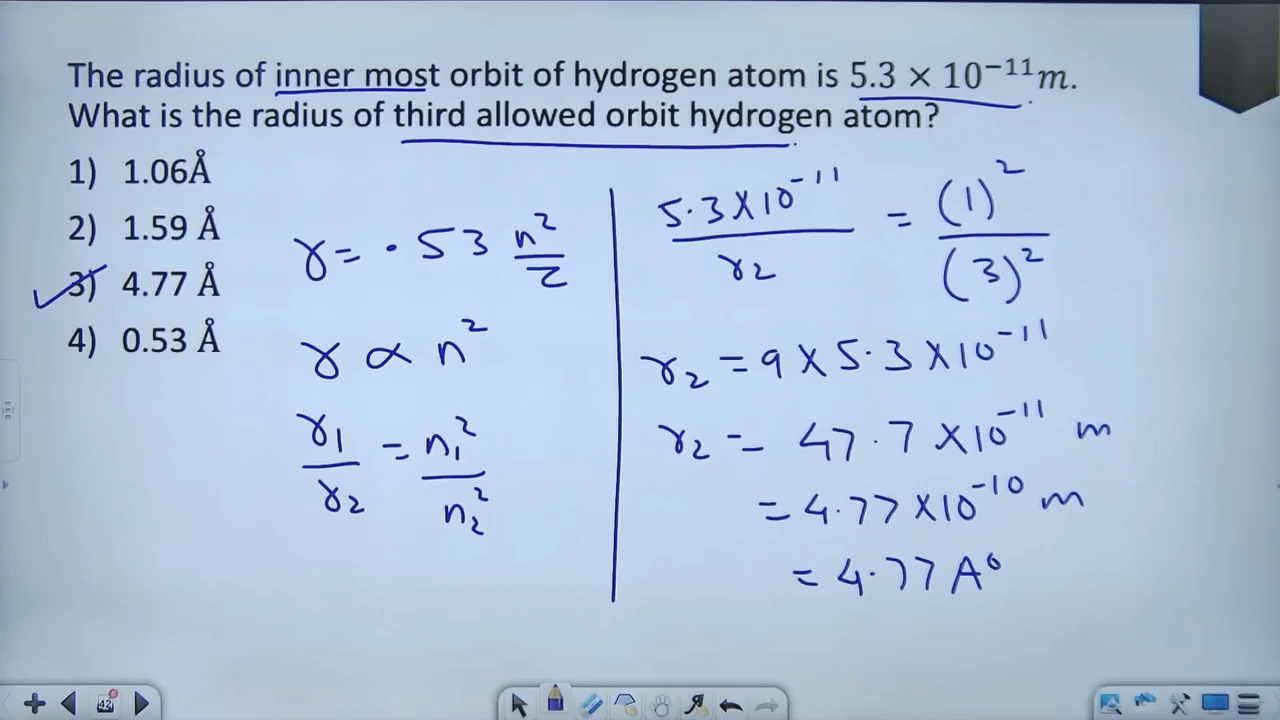 The radius of inner most orbit of hydrogen atom is 5.3 × 10⁻¹¹m.
What is the radius of third allowed orbit hydrogen atom?
1) 1.06Å
2) 1.59 Å
3) 4.77 Å
4) 0.53 Å
r = .53 n²/z
r ∝ n²
r₁/r₂ = n₁²/n₂²
5.3×10⁻¹¹/r₂ = (1)²/(3)²
r₂ = 9 × 5.3 × 10⁻¹¹
r₂ = 47.7 × 10⁻¹¹ m
= 4.77 × 10⁻¹⁰ m
= 4.77 A°
42